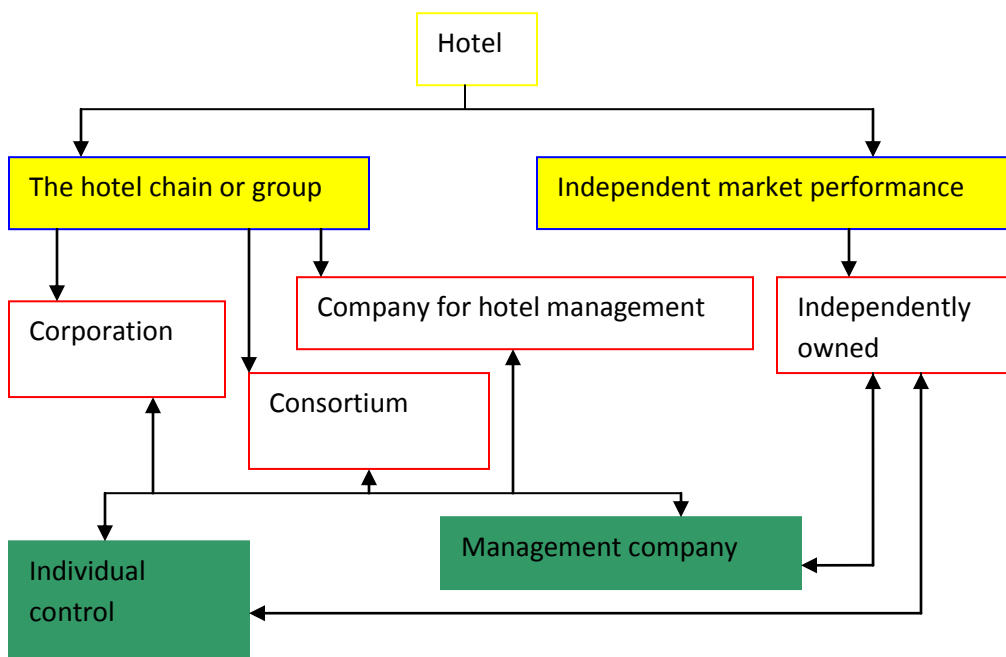 Hotel
The hotel chain or group
Independent market performance
Corporation
Company for hotel management
Independently
owned
Consortium
Individual
control
Management company